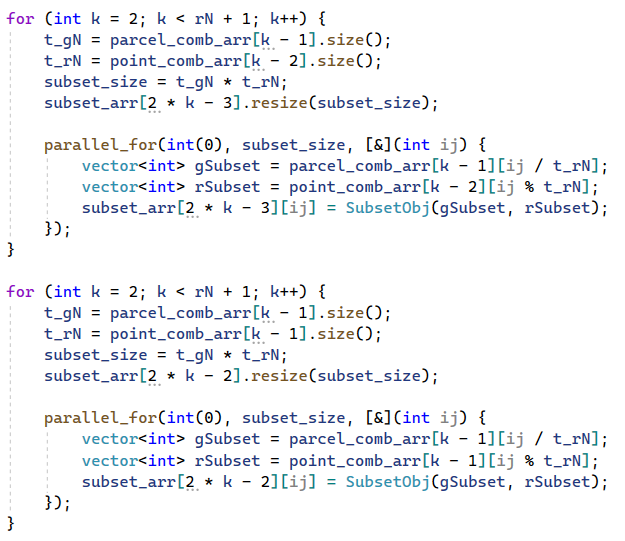 for (int k = 2; k < rN + 1; k++) {
    t_gN = parcel_comb_arr[k - 1].size();
    t_rN = point_comb_arr[k - 2].size();
    subset_size = t_gN * t_rN;
    subset_arr[2 * k - 3].resize(subset_size);

    parallel_for(int(0), subset_size, [&](int ij) {
        vector<int> gSubset = parcel_comb_arr[k - 1][ij / t_rN];
        vector<int> rSubset = point_comb_arr[k - 2][ij % t_rN];
        subset_arr[2 * k - 3][ij] = SubsetObj(gSubset, rSubset);
    });
}

for (int k = 2; k < rN + 1; k++) {
    t_gN = parcel_comb_arr[k - 1].size();
    t_rN = point_comb_arr[k - 1].size();
    subset_size = t_gN * t_rN;
    subset_arr[2 * k - 2].resize(subset_size);

    parallel_for(int(0), subset_size, [&](int ij) {
        vector<int> gSubset = parcel_comb_arr[k - 1][ij / t_rN];
        vector<int> rSubset = point_comb_arr[k - 1][ij % t_rN];
        subset_arr[2 * k - 2][ij] = SubsetObj(gSubset, rSubset);
    });
}